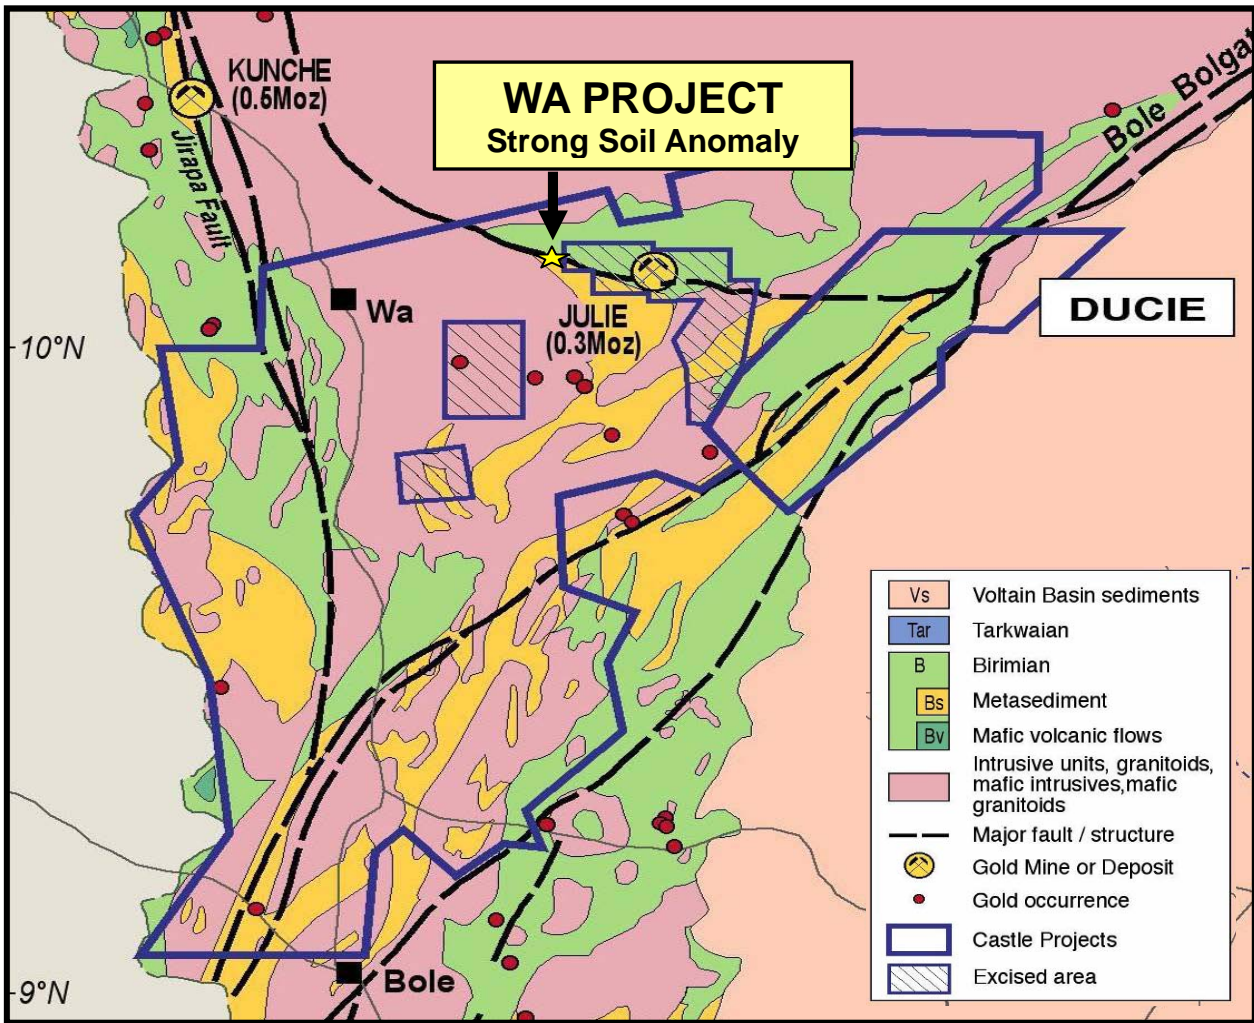 KUNCHE
(0.5Moz)
WA PROJECT
Strong Soil Anomaly
Bole Bolgat
Jirapa Fault
Wa
JULIE
(0.3Moz)
DUCIE
10°N
Vs Voltain Basin sediments
Tar Tarkwaian
B Birimian
Bs Metasediment
Bv Mafic volcanic flows
Intrusive units, granitoids,
mafic intrusives,mafic
granitoids
Major fault / structure
Gold Mine or Deposit
Gold occurrence
Castle Projects
Excised area
Bole
9°N